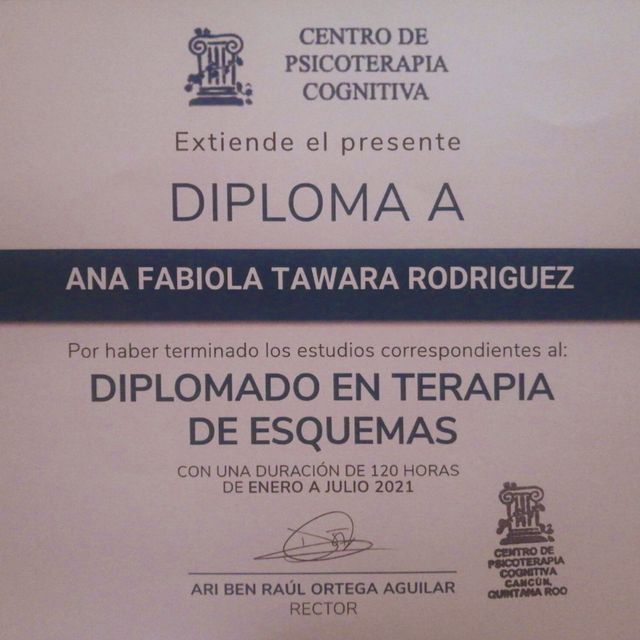 CENTRO DE
PSICOTERAPIA
COGNITIVA
Extiende el presente
DIPLOMA A
ANA FABIOLA TAWARA RODRIGUEZ
Por haber terminado los estudios correspondientes al:
DIPLOMADO EN TERAPIA
DE ESQUEMAS
CON UNA DURACIÓN DE 120 HORAS
DE ENERO A JULIO 2021
ARI BEN RAÚL ORTEGA AGUILAR
RECTOR
CENTRO DE
PSICOTERAPIA
COGNITIVA
CANCÚN,
QUINTANA ROO